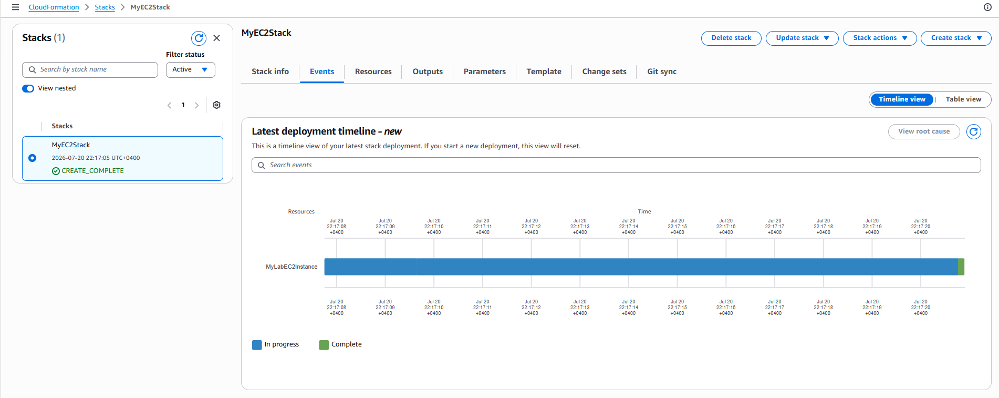 CloudFormation > Stacks > MyEC2Stack
Stacks (1)
Filter status
Search by stack name
Active
View nested
1
Stacks
MyEC2Stack
2026-07-20 22:17:05 UTC+0400
CREATE_COMPLETE
MyEC2Stack
Delete stack
Update stack
Stack actions
Create stack
Stack info
Events
Resources
Outputs
Parameters
Template
Change sets
Git sync
Timeline view | Table view
Latest deployment timeline - new
View root cause
This is a timeline view of your latest stack deployment. If you start a new deployment, this view will reset.
Search events
Resources
Time
Jul 20 Jul 20 Jul 20 Jul 20 Jul 20 Jul 20 Jul 20 Jul 20 Jul 20 Jul 20 Jul 20 Jul 20 Jul 20
22:17:08 22:17:09 22:17:10 22:17:11 22:17:12 22:17:13 22:17:14 22:17:15 22:17:16 22:17:17 22:17:18 22:17:19 22:17:20
+0400 +0400 +0400 +0400 +0400 +0400 +0400 +0400 +0400 +0400 +0400 +0400 +0400
MyLabEC2Instance
Jul 20 Jul 20 Jul 20 Jul 20 Jul 20 Jul 20 Jul 20 Jul 20 Jul 20 Jul 20 Jul 20 Jul 20 Jul 20
22:17:08 22:17:09 22:17:10 22:17:11 22:17:12 22:17:13 22:17:14 22:17:15 22:17:16 22:17:17 22:17:18 22:17:19 22:17:20
+0400 +0400 +0400 +0400 +0400 +0400 +0400 +0400 +0400 +0400 +0400 +0400 +0400
In progress
Complete